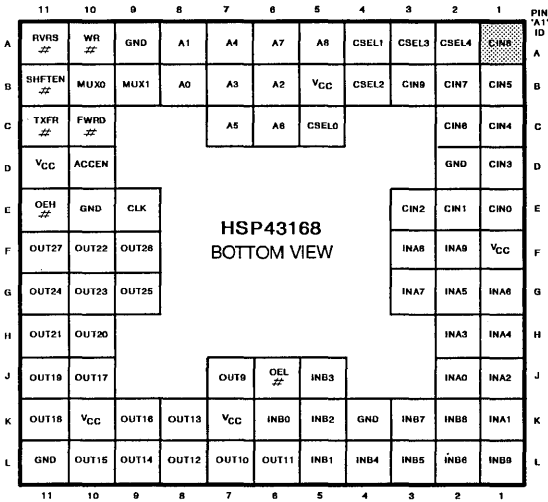 11 10 9 8 7 6 5 4 3 2 1
PIN 'A1' ID
A RVRS # WR # GND A1 A4 A7 A8 CSEL1 CSEL3 CSEL4 CIN8 A
B SHFTEN # MUX0 MUX1 A0 A3 A2 VCC CSEL2 CIN9 CIN7 CIN5 B
C TXFR # FWRD # A5 A6 CSEL0 CIN6 CIN4 C
D VCC ACCEN GND CIN3 D
E OEH # GND CLK CIN2 CIN1 CIN0 E
HSP43168
BOTTOM VIEW
F OUT27 OUT22 OUT26 INA8 INA9 VCC F
G OUT24 OUT23 OUT25 INA7 INA5 INA6 G
H OUT21 OUT20 INA3 INA4 H
J OUT19 OUT17 OUT9 OEL # INB3 INA0 INA2 J
K OUT18 VCC OUT16 OUT13 VCC INB0 INB2 GND INB7 INB8 INA1 K
L GND OUT15 OUT14 OUT12 OUT10 OUT11 INB1 INB4 INB5 INB6 INB9 L
11 10 9 8 7 6 5 4 3 2 1